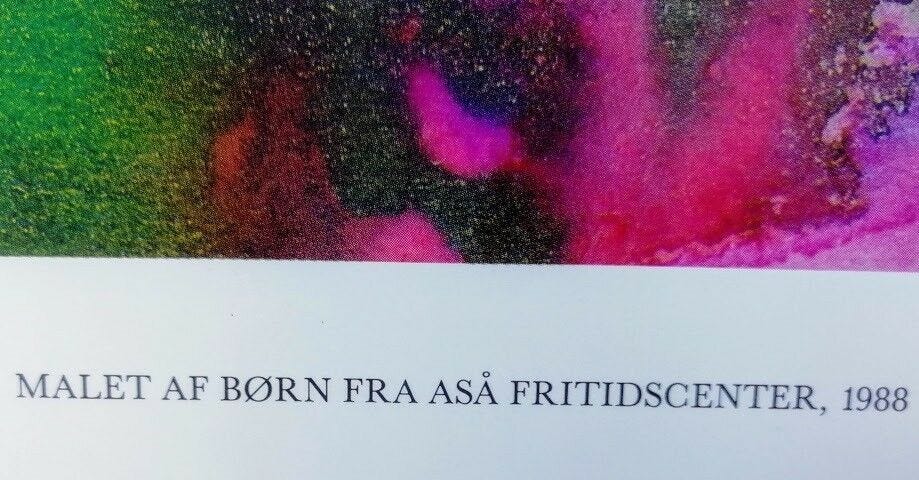 MALET AF BØRN FRA ASÅ FRITIDSCENTER, 1988